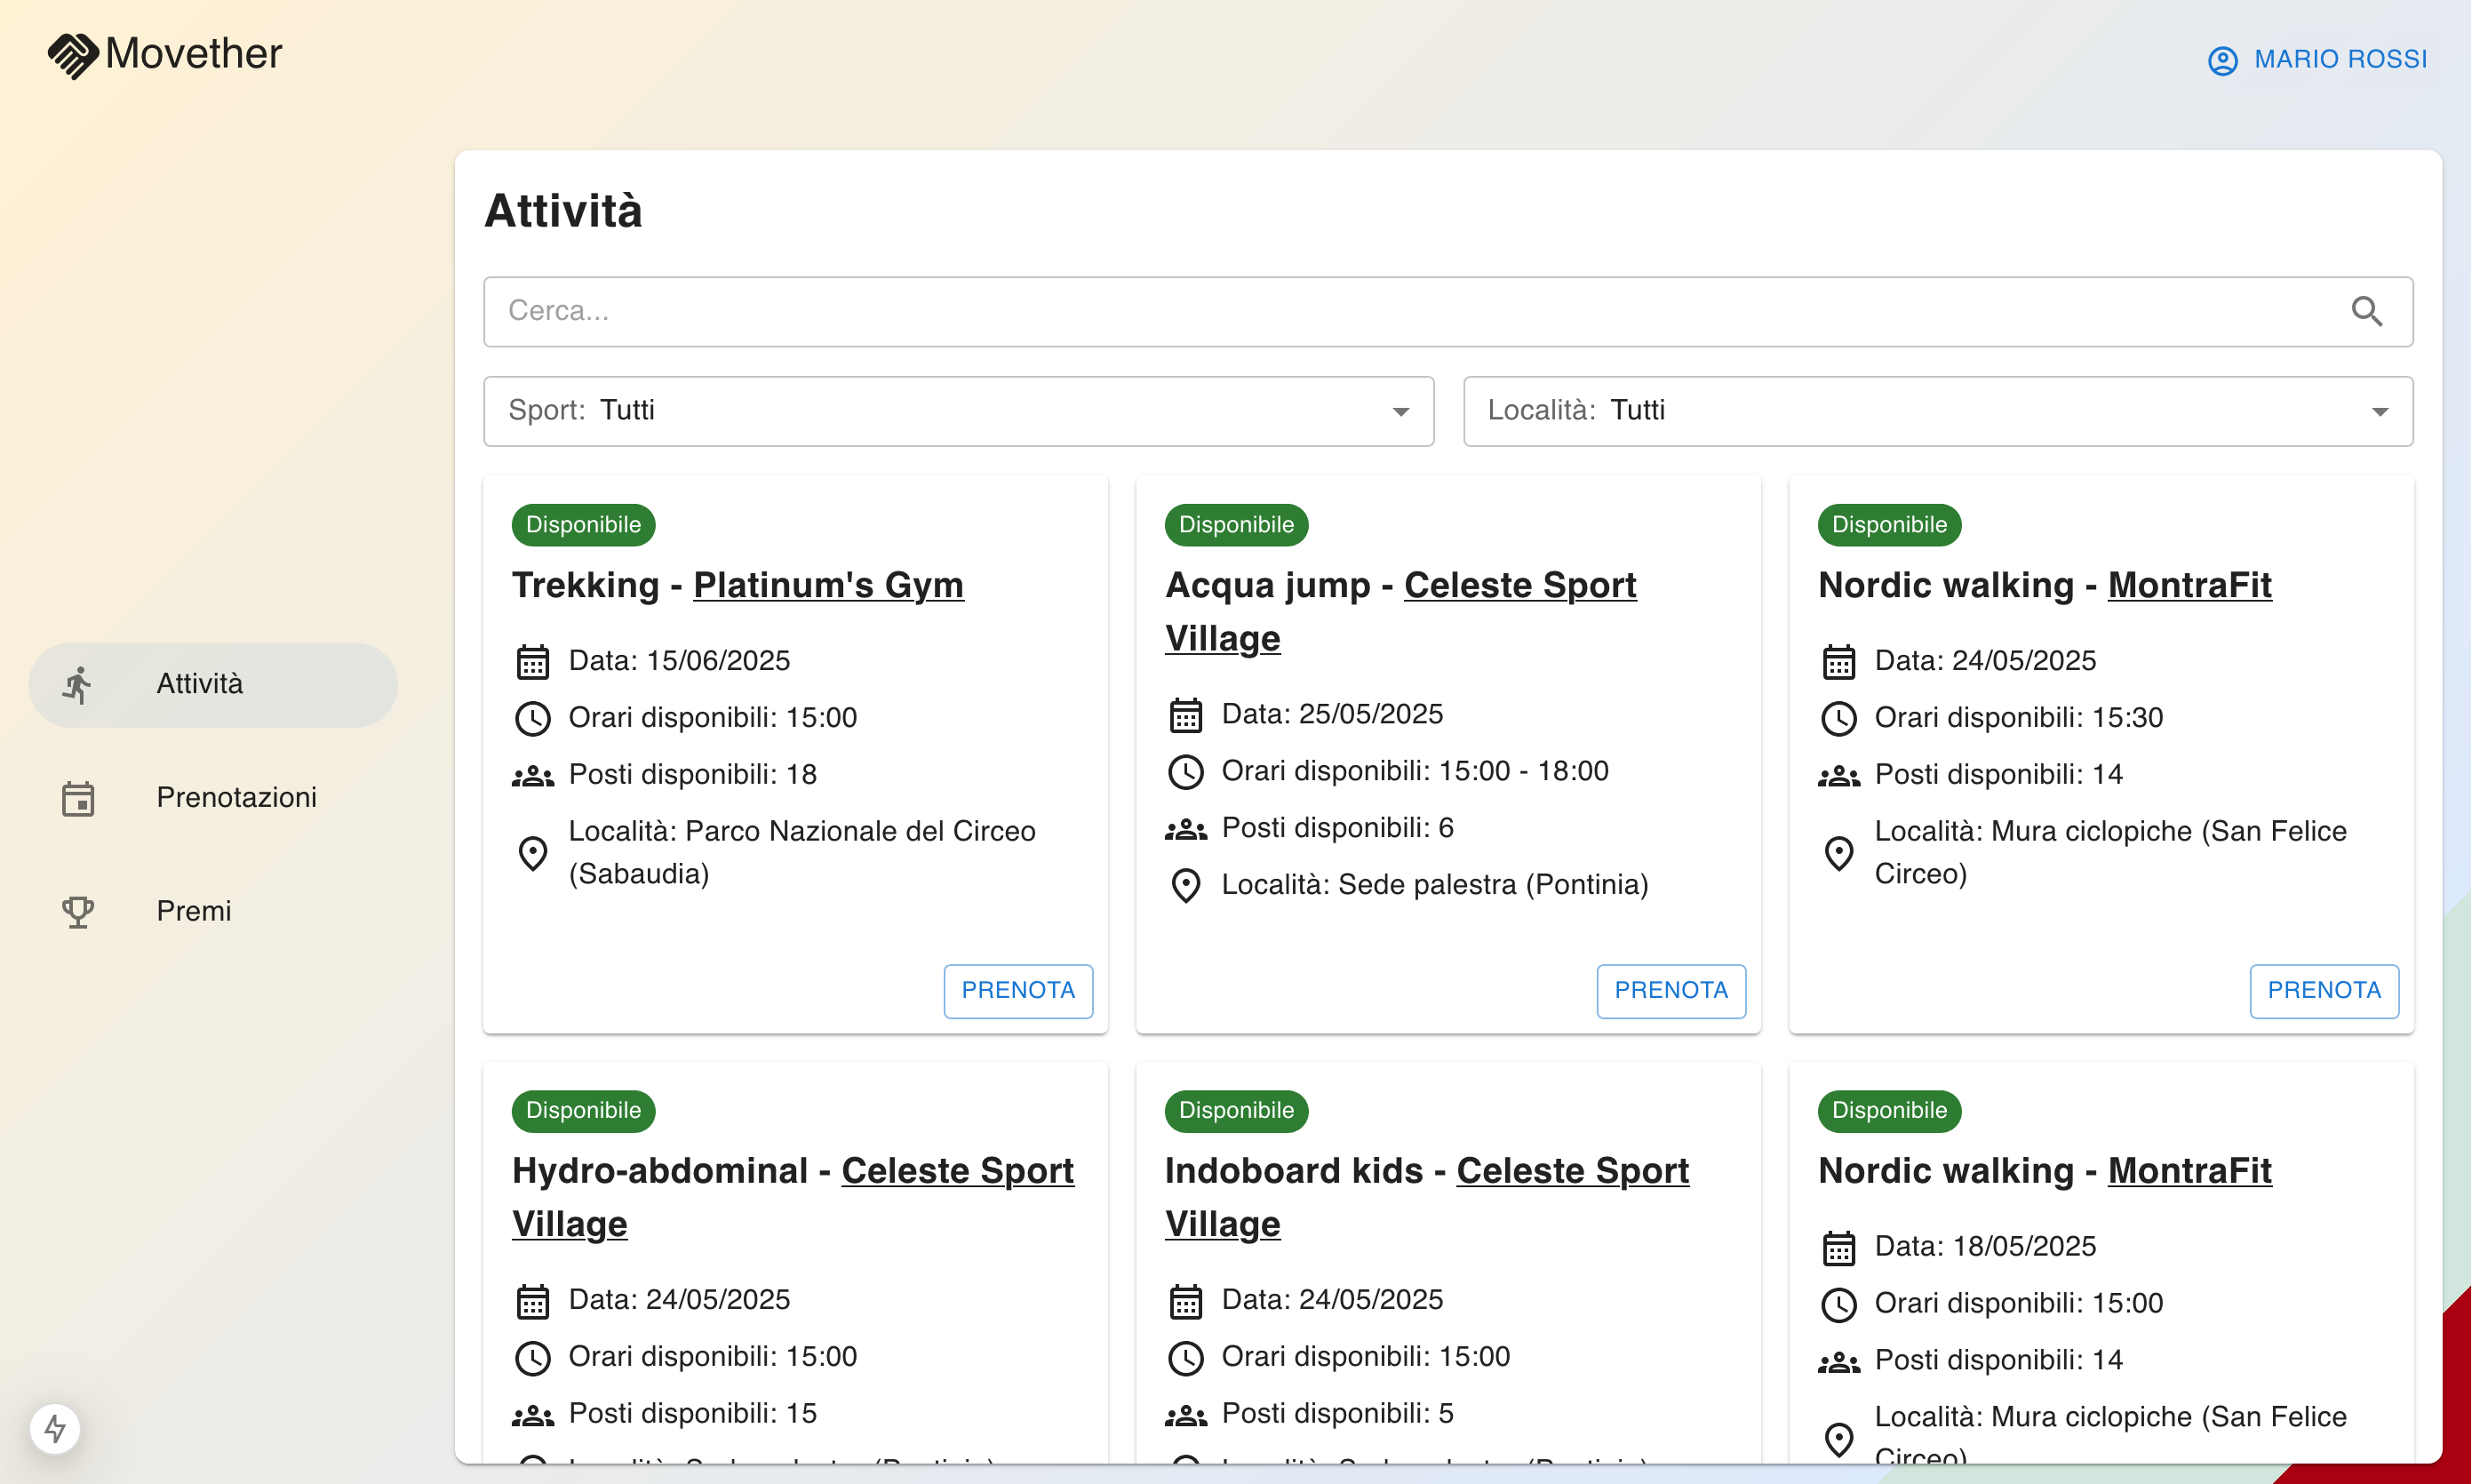 Movether
MARIO ROSSI
Attività
Cerca...
Sport: Tutti
Località: Tutti
Attività
Prenotazioni
Premi
Disponibile
Trekking - Platinum's Gym
Data: 15/06/2025
Orari disponibili: 15:00
Posti disponibili: 18
Località: Parco Nazionale del Circeo
(Sabaudia)
PRENOTA
Disponibile
Acqua jump - Celeste Sport
Village
Data: 25/05/2025
Orari disponibili: 15:00 - 18:00
Posti disponibili: 6
Località: Sede palestra (Pontinia)
PRENOTA
Disponibile
Nordic walking - MontraFit
Data: 24/05/2025
Orari disponibili: 15:30
Posti disponibili: 14
Località: Mura ciclopiche (San Felice
Circeo)
PRENOTA
Disponibile
Hydro-abdominal - Celeste Sport
Village
Data: 24/05/2025
Orari disponibili: 15:00
Posti disponibili: 15
Disponibile
Indoboard kids - Celeste Sport
Village
Data: 24/05/2025
Orari disponibili: 15:00
Posti disponibili: 5
Disponibile
Nordic walking - MontraFit
Data: 18/05/2025
Orari disponibili: 15:00
Posti disponibili: 14
Località: Mura ciclopiche (San Felice
Circeo)